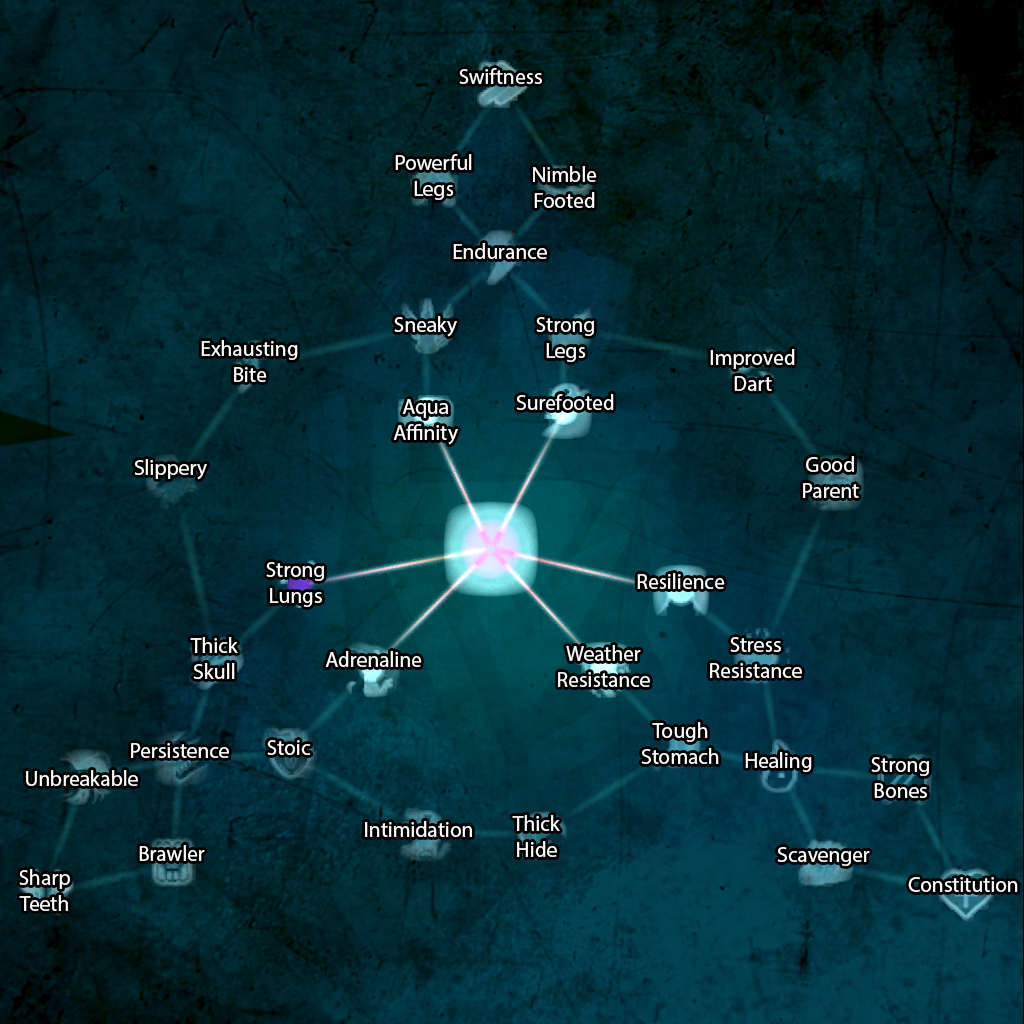 Swiftness
Powerful
Legs
Nimble
Footed
Endurance
Sneaky
Strong
Legs
Exhausting
Bite
Improved
Dart
Aqua
Affinity
Surefooted
Slippery
Good
Parent
Strong
Lungs
Resilience
Thick
Skull
Adrenaline
Weather
Resistance
Stress
Resistance
Persistence
Stoic
Tough
Stomach
Healing
Unbreakable
Strong
Bones
Intimidation
Thick
Hide
Brawler
Scavenger
Sharp
Teeth
Constitution